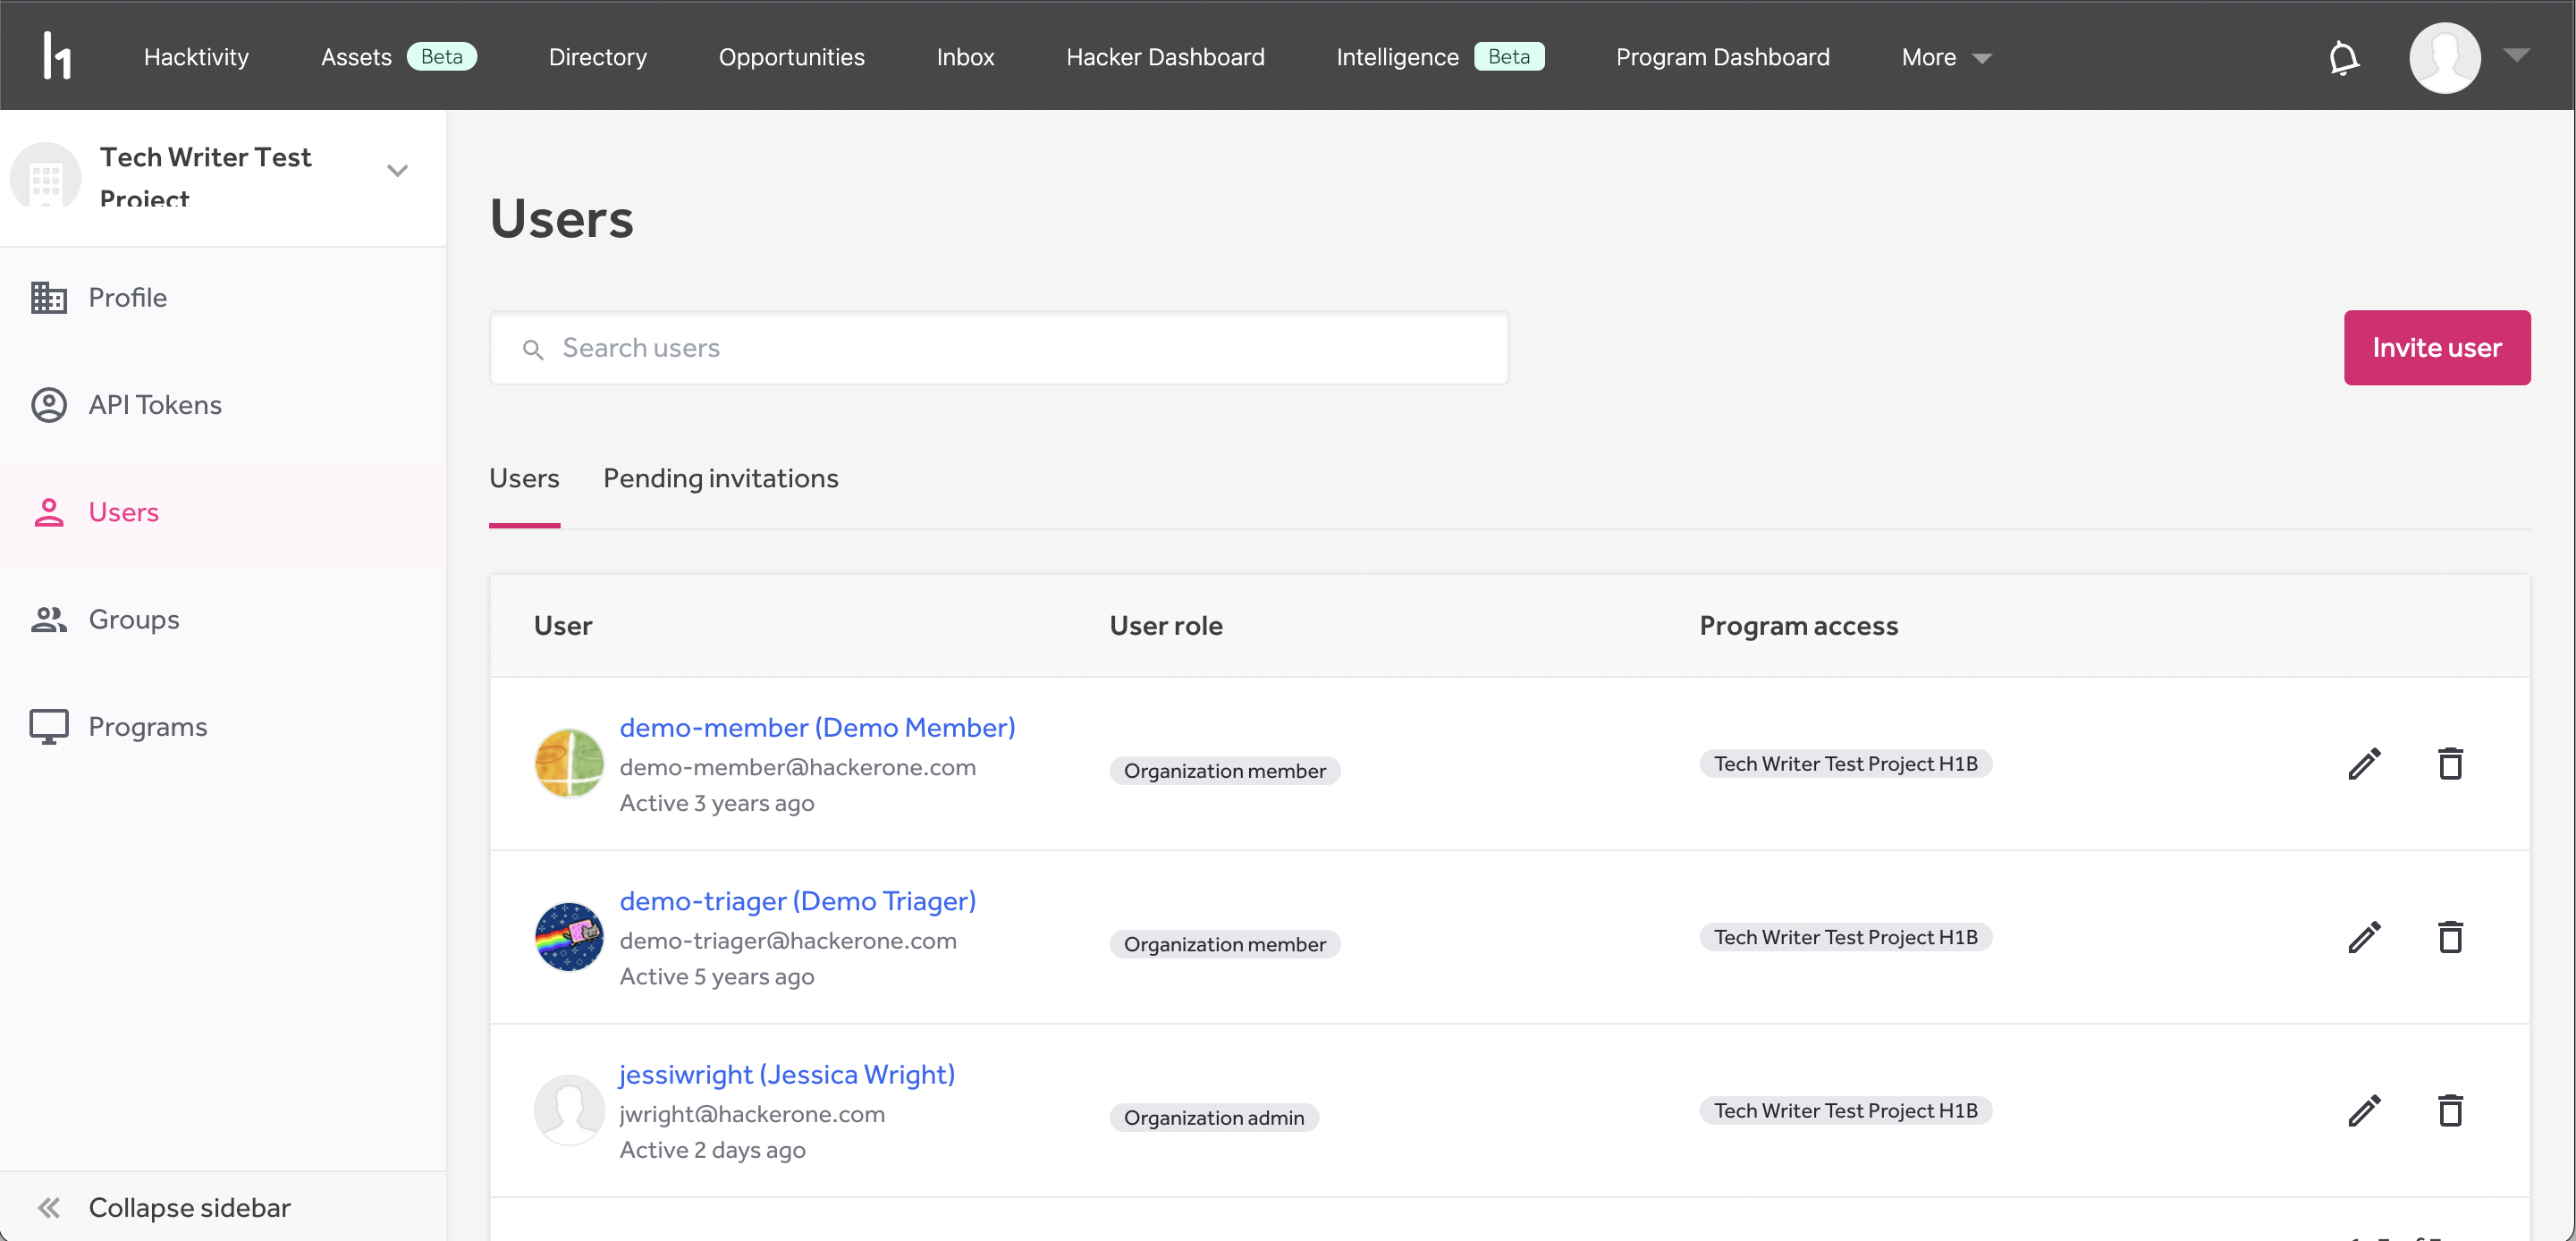 Hacktivity
Assets Beta
Directory
Opportunities
Inbox
Hacker Dashboard
Intelligence Beta
Program Dashboard
More
Tech Writer Test
Project
Profile
API Tokens
Users
Groups
Programs
Collapse sidebar
Users
Search users
Invite user
Users
Pending invitations
User
User role
Program access
demo-member (Demo Member)
demo-member@hackerone.com
Active 3 years ago
Organization member
Tech Writer Test Project H1B
demo-triager (Demo Triager)
demo-triager@hackerone.com
Active 5 years ago
Organization member
Tech Writer Test Project H1B
jessiwright (Jessica Wright)
jwright@hackerone.com
Active 2 days ago
Organization admin
Tech Writer Test Project H1B